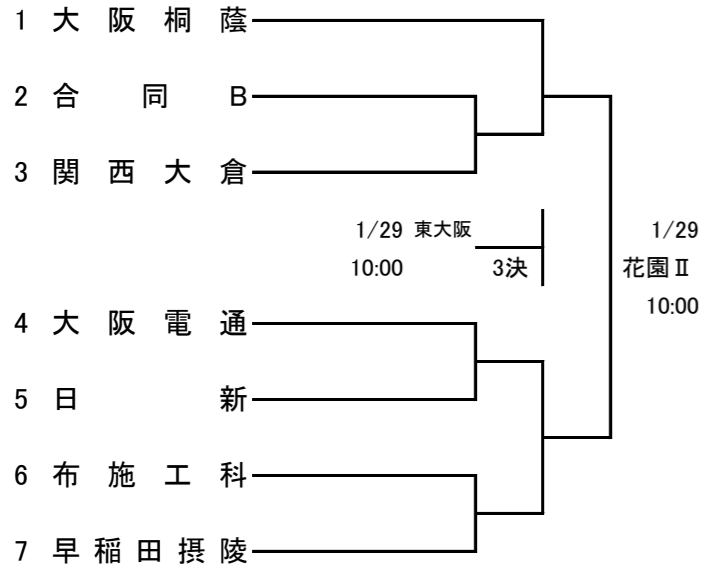 1 大阪桐蔭
2 合同B
3 関西大倉
1/29 東大阪 1/29
10:00 3決 花園Ⅱ
10:00
4 大阪電通
5 日新
6 布施工科
7 早稲田摂陵